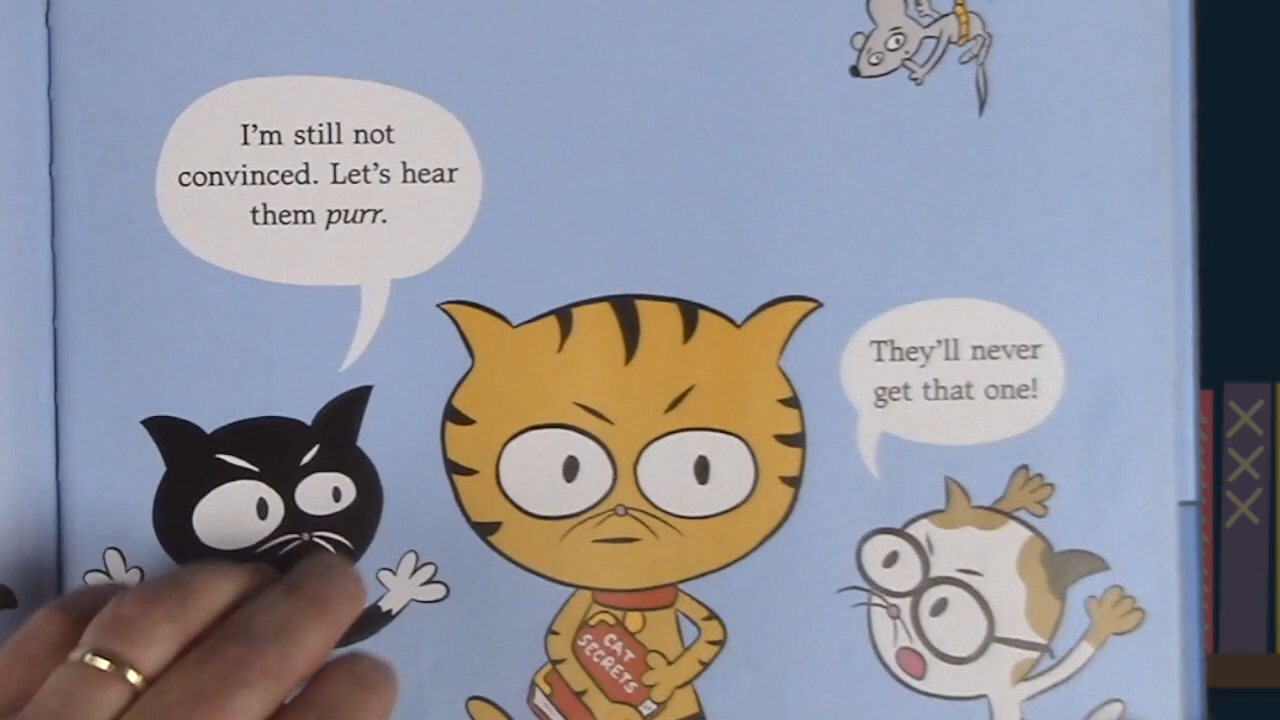 I'm still not
convinced. Let's hear
them purr.
They'll never
get that one!
CAT
SECRETS